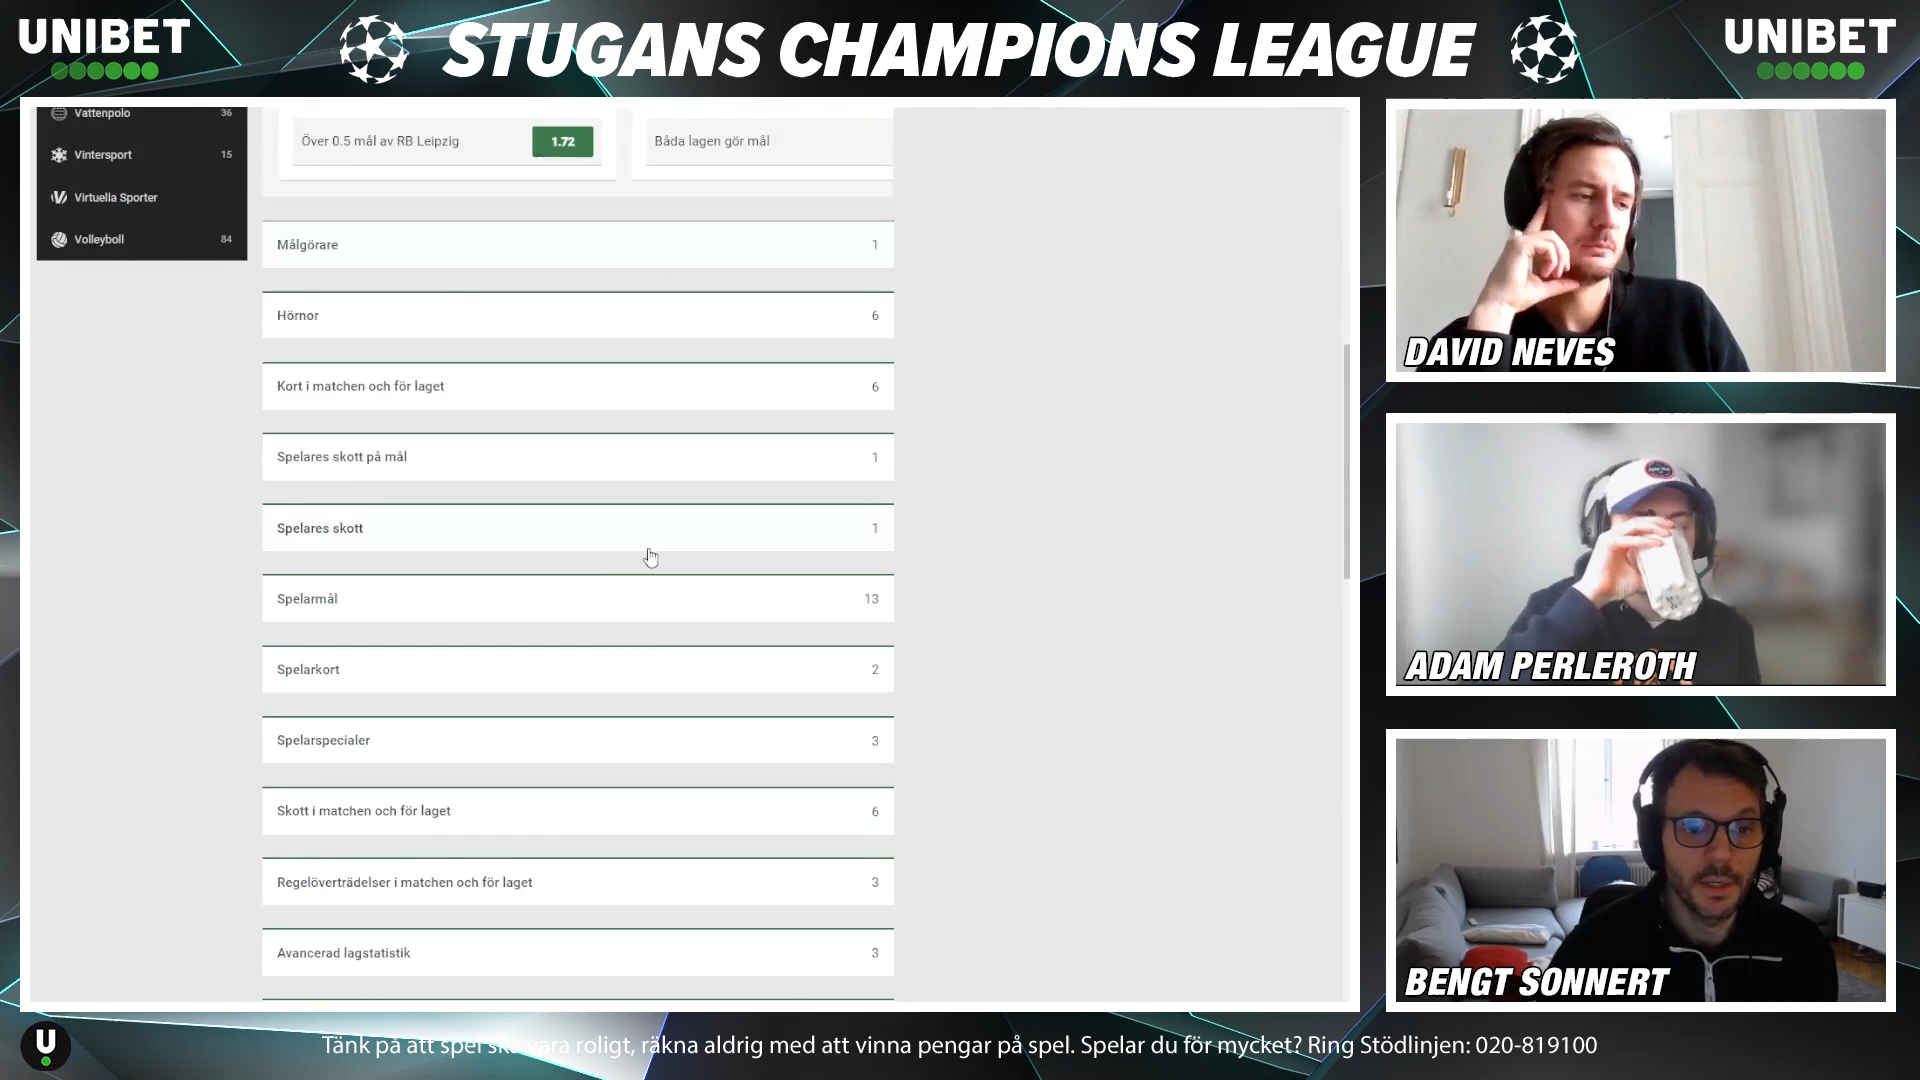 UNIBET
STUGANS CHAMPIONS LEAGUE
UNIBET
Vattenpolo 36
Vintersport 15
Virtuella Sporter
Volleyboll 84
Över 0.5 mål av RB Leipzig 1.72
Båda lagen gör mål
Målgörare 1
Hörnor 6
Kort i matchen och för laget 6
Spelares skott på mål 1
Spelares skott 1
Spelarmål 13
Spelarkort 2
Spelarspecialer 3
Skott i matchen och för laget 6
Regelöverträdelser i matchen och för laget 3
Avancerad lagstatistik 3
DAVID NEVES
ADAM PERLEROTH
BENGT SONNERT
U
Tänk på att spel ska vara roligt, räkna aldrig med att vinna pengar på spel. Spelar du för mycket? Ring Stödlinjen: 020-819100